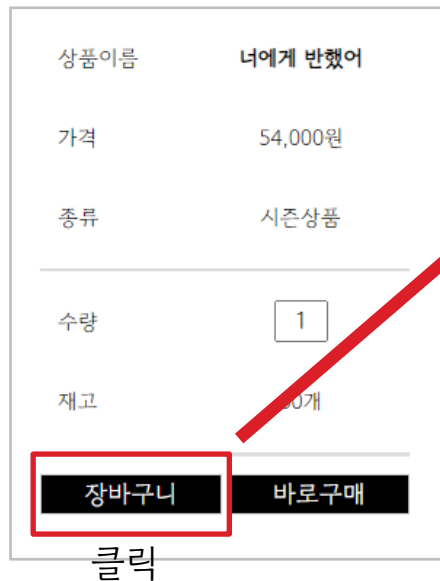 상품이름 너에게 반했어
가격 54,000원
종류 시즌상품
수량 1
재고 0개
장바구니 바로구매
클릭